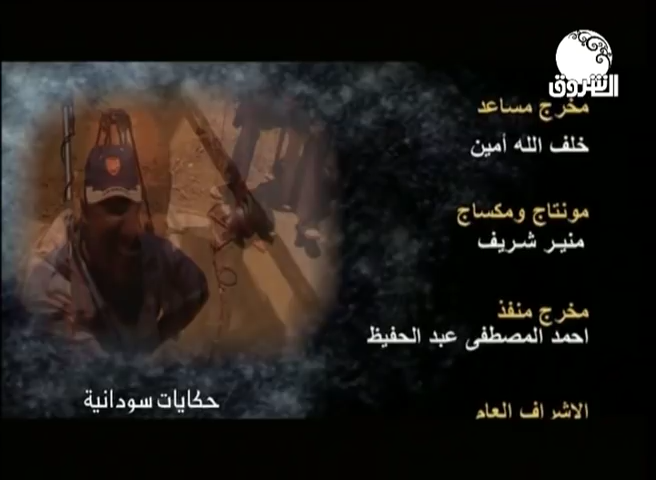 الشروق
مخرج مساعد
خلف الله أمين
مونتاج ومكساج
منير شريف
مخرج منفذ
احمد المصطفى عبد الحفيظ
الاشراف العام
حكايات سودانية